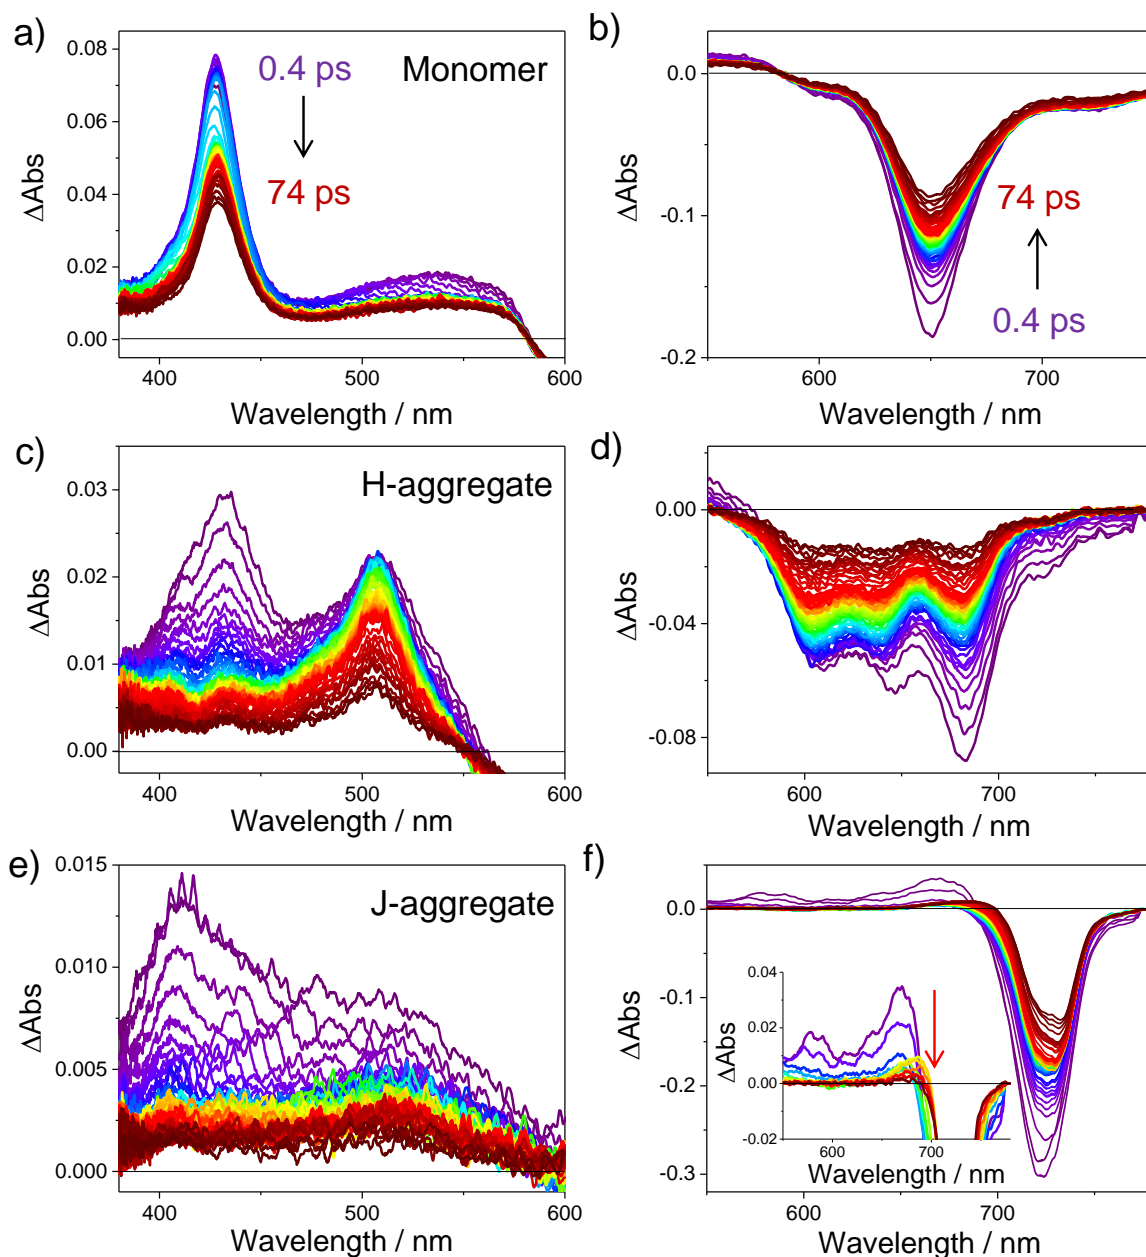 a)
0.08
0.06
0.04
0.02
0.00
ΔAbs
0.4 ps
74 ps
Monomer
400
500
600
Wavelength / nm
b)
0.0
-0.1
-0.2
ΔAbs
74 ps
0.4 ps
600
700
Wavelength / nm
c)
0.03
0.02
0.01
0.00
ΔAbs
H-aggregate
400
500
600
Wavelength / nm
d)
0.00
-0.04
-0.08
ΔAbs
600
700
Wavelength / nm
e)
0.015
0.010
0.005
0.000
ΔAbs
J-aggregate
400
500
600
Wavelength / nm
f)
0.0
-0.1
-0.2
-0.3
ΔAbs
0.04
0.02
0.00
-0.02
ΔAbs
600
700
Wavelength / nm
600
700
Wavelength / nm